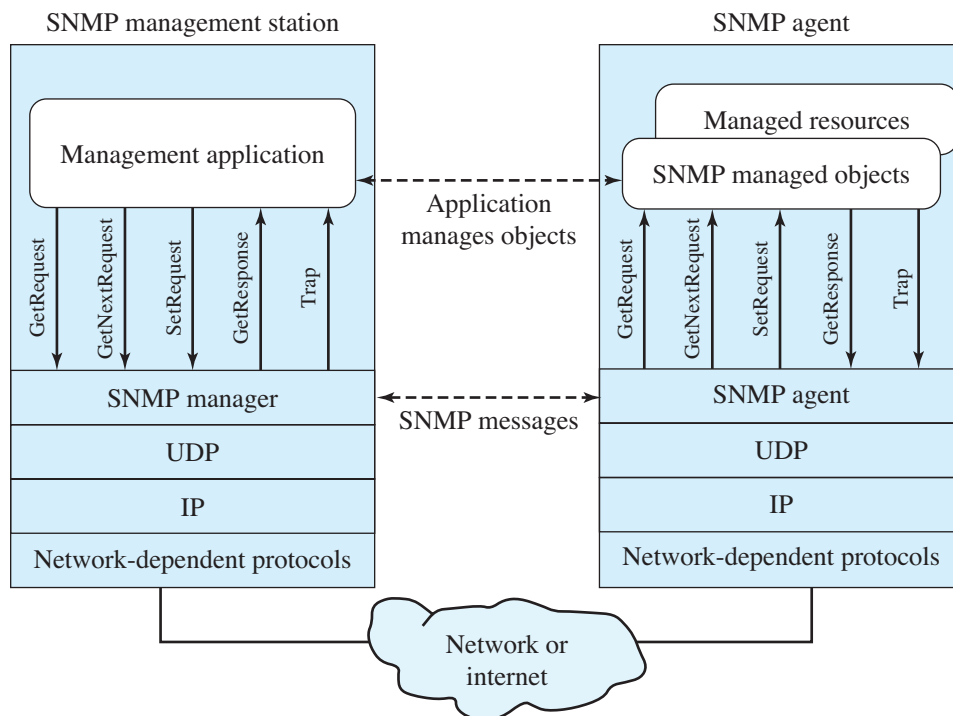 SNMP management station
SNMP agent
Management application
Managed resources
SNMP managed objects
Application
manages objects
GetRequest
GetNextRequest
SetRequest
GetResponse
Trap
GetRequest
GetNextRequest
SetRequest
GetResponse
Trap
SNMP manager
SNMP messages
SNMP agent
UDP
UDP
IP
IP
Network-dependent protocols
Network-dependent protocols
Network or
internet